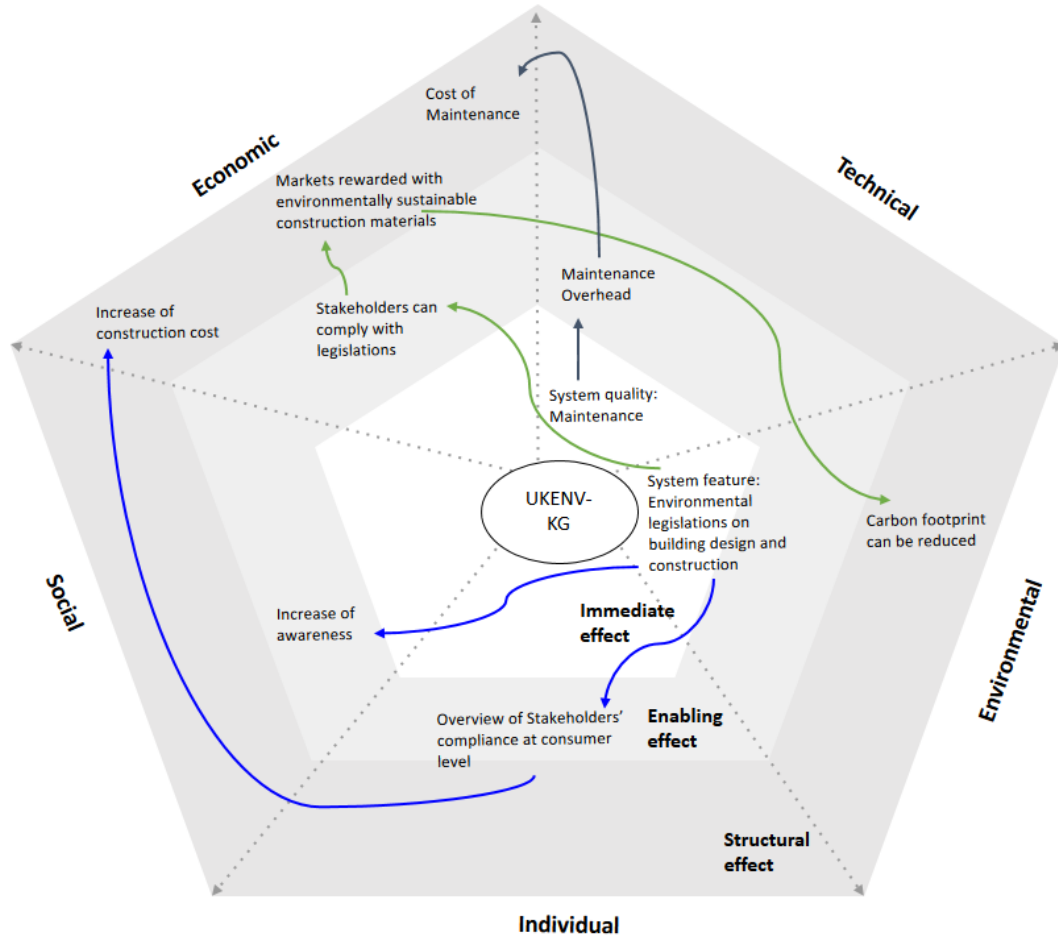 Cost of
Maintenance
Economic
Technical
Markets rewarded with
environmentally sustainable
construction materials
Maintenance
Overhead
Increase of
construction cost
Stakeholders can
comply with
legislations
System quality:
Maintenance
UKENV-
KG
System feature:
Environmental
legislations on
building design and
construction
Carbon footprint
can be reduced
Social
Increase of
awareness
Immediate
effect
Environmental
Overview of Stakeholders’
compliance at consumer
level
Enabling
effect
Structural
effect
Individual